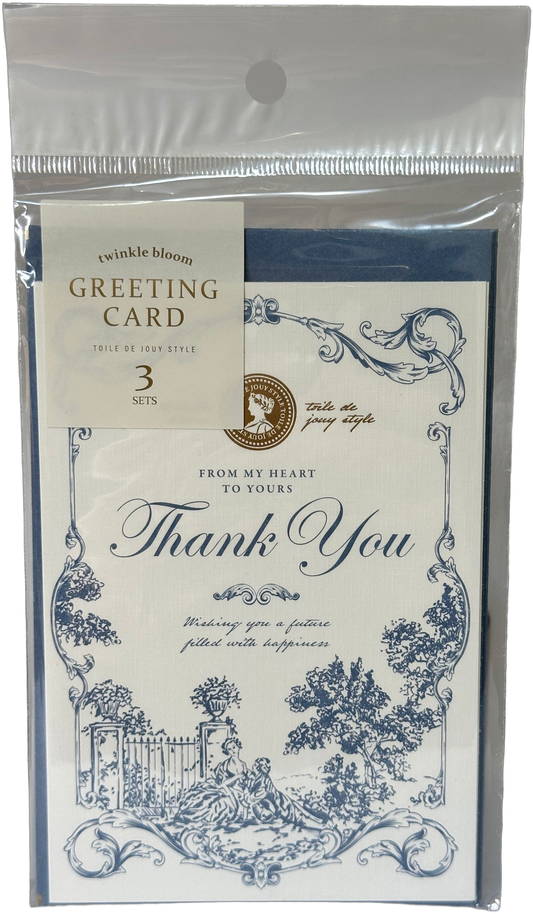 twinkle bloom
GREETING
CARD
TOILE DE JOUY STYLE
3
SETS
toile de
jouy style
FROM MY HEART
TO YOURS
Thank You
Wishing you a future
filled with happiness